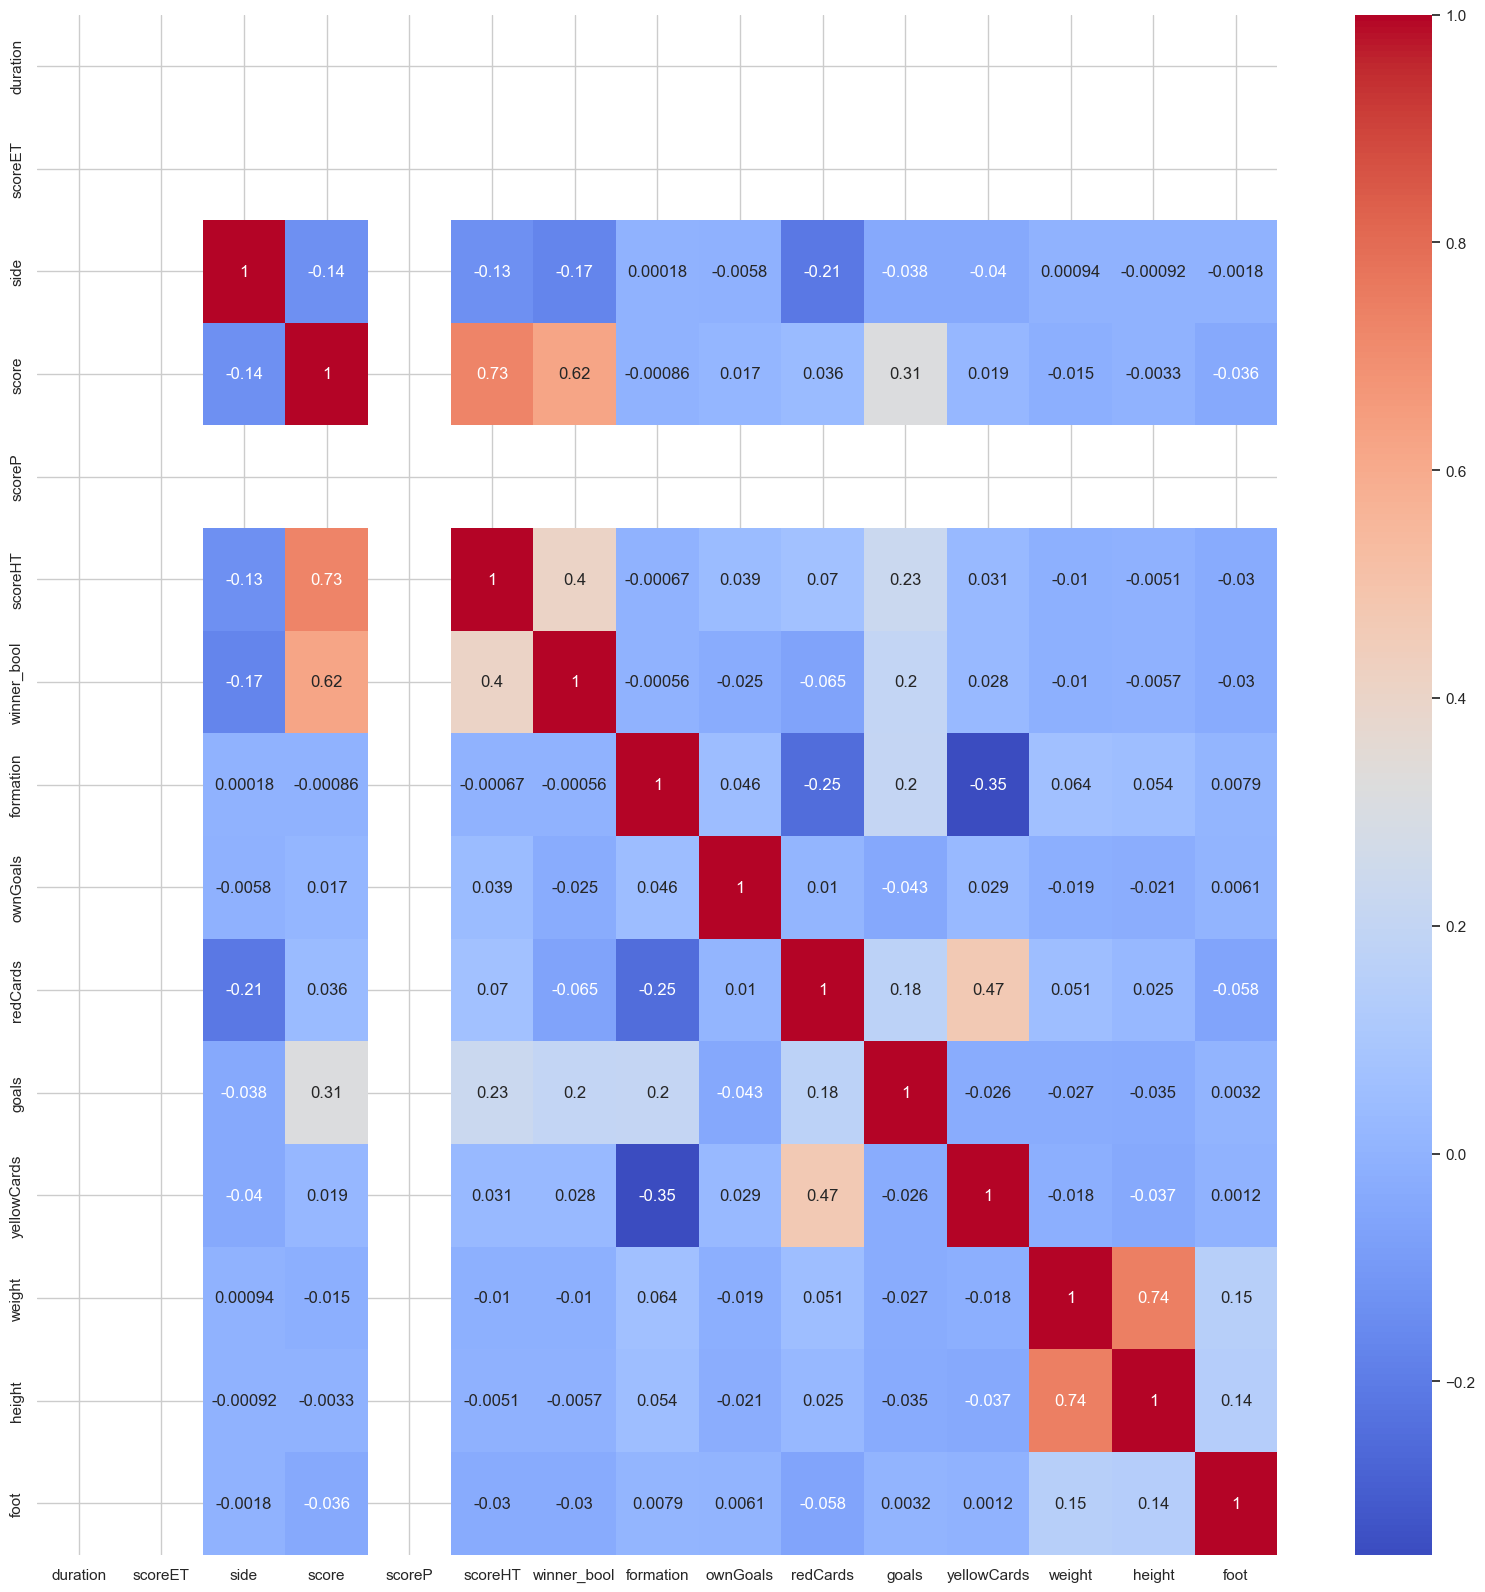 duration
scoreET
side 1 -0.14 -0.13 -0.17 0.00018 -0.0058 -0.21 -0.038 -0.04 0.00094 -0.00092 -0.0018
score -0.14 1 0.73 0.62 -0.00086 0.017 0.036 0.31 0.019 -0.015 -0.0033 -0.036
scoreP
scoreHT -0.13 0.73 1 0.4 -0.00067 0.039 0.07 0.23 0.031 -0.01 -0.0051 -0.03
winner_bool -0.17 0.62 0.4 1 -0.00056 -0.025 -0.065 0.2 0.028 -0.01 -0.0057 -0.03
formation 0.00018 -0.00086 -0.00067 -0.00056 1 0.046 -0.25 0.2 -0.35 0.064 0.054 0.0079
ownGoals -0.0058 0.017 0.039 -0.025 0.046 1 0.01 -0.043 0.029 -0.019 -0.021 0.0061
redCards -0.21 0.036 0.07 -0.065 -0.25 0.01 1 0.18 0.47 0.051 0.025 -0.058
goals -0.038 0.31 0.23 0.2 0.2 -0.043 0.18 1 -0.026 -0.027 -0.035 0.0032
yellowCards -0.04 0.019 0.031 0.028 -0.35 0.029 0.47 -0.026 1 -0.018 -0.037 0.0012
weight 0.00094 -0.015 -0.01 -0.01 0.064 -0.019 0.051 -0.027 -0.018 1 0.74 0.15
height -0.00092 -0.0033 -0.0051 -0.0057 0.054 -0.021 0.025 -0.035 -0.037 0.74 1 0.14
foot -0.0018 -0.036 -0.03 -0.03 0.0079 0.0061 -0.058 0.0032 0.0012 0.15 0.14 1
duration scoreET side score scoreP scoreHT winner_bool formation ownGoals redCards goals yellowCards weight height foot
1.0
0.8
0.6
0.4
0.2
0.0
−0.2